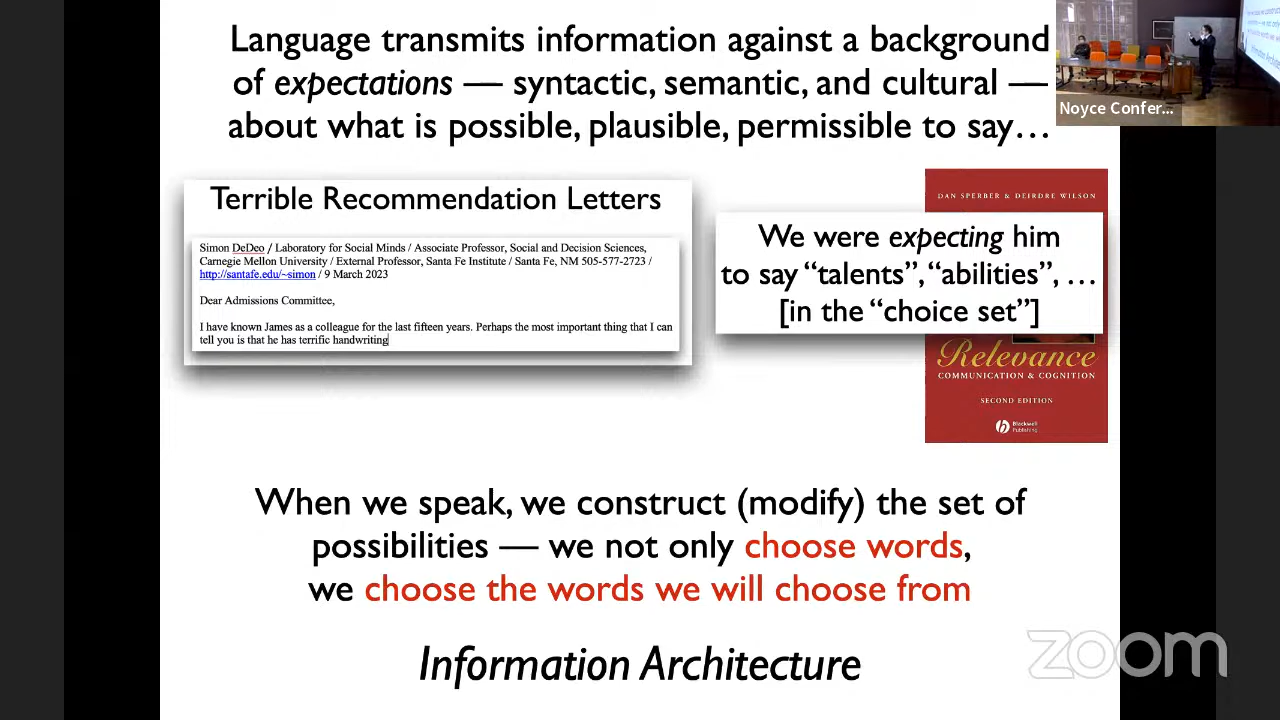 Language transmits information against a background
of expectations — syntactic, semantic, and cultural —
about what is possible, plausible, permissible to say…
Noyce Confer...
Terrible Recommendation Letters
Simon DeDeo / Laboratory for Social Minds / Associate Professor, Social and Decision Sciences,
Carnegie Mellon University / External Professor, Santa Fe Institute / Santa Fe, NM 505-577-2723 /
http://santafe.edu/~simon / 9 March 2023
Dear Admissions Committee,
I have known James as a colleague for the last fifteen years. Perhaps the most important thing that I can
tell you is that he has terrific handwriting
DAN SPERBER & DEIRDRE WILSON
We were expecting him
to say “talents”, “abilities”, …
[in the “choice set”]
Relevance
COMMUNICATION & COGNITION
SECOND EDITION
Blackwell
Publishing
When we speak, we construct (modify) the set of
possibilities — we not only choose words,
we choose the words we will choose from
Information Architecture
zoom